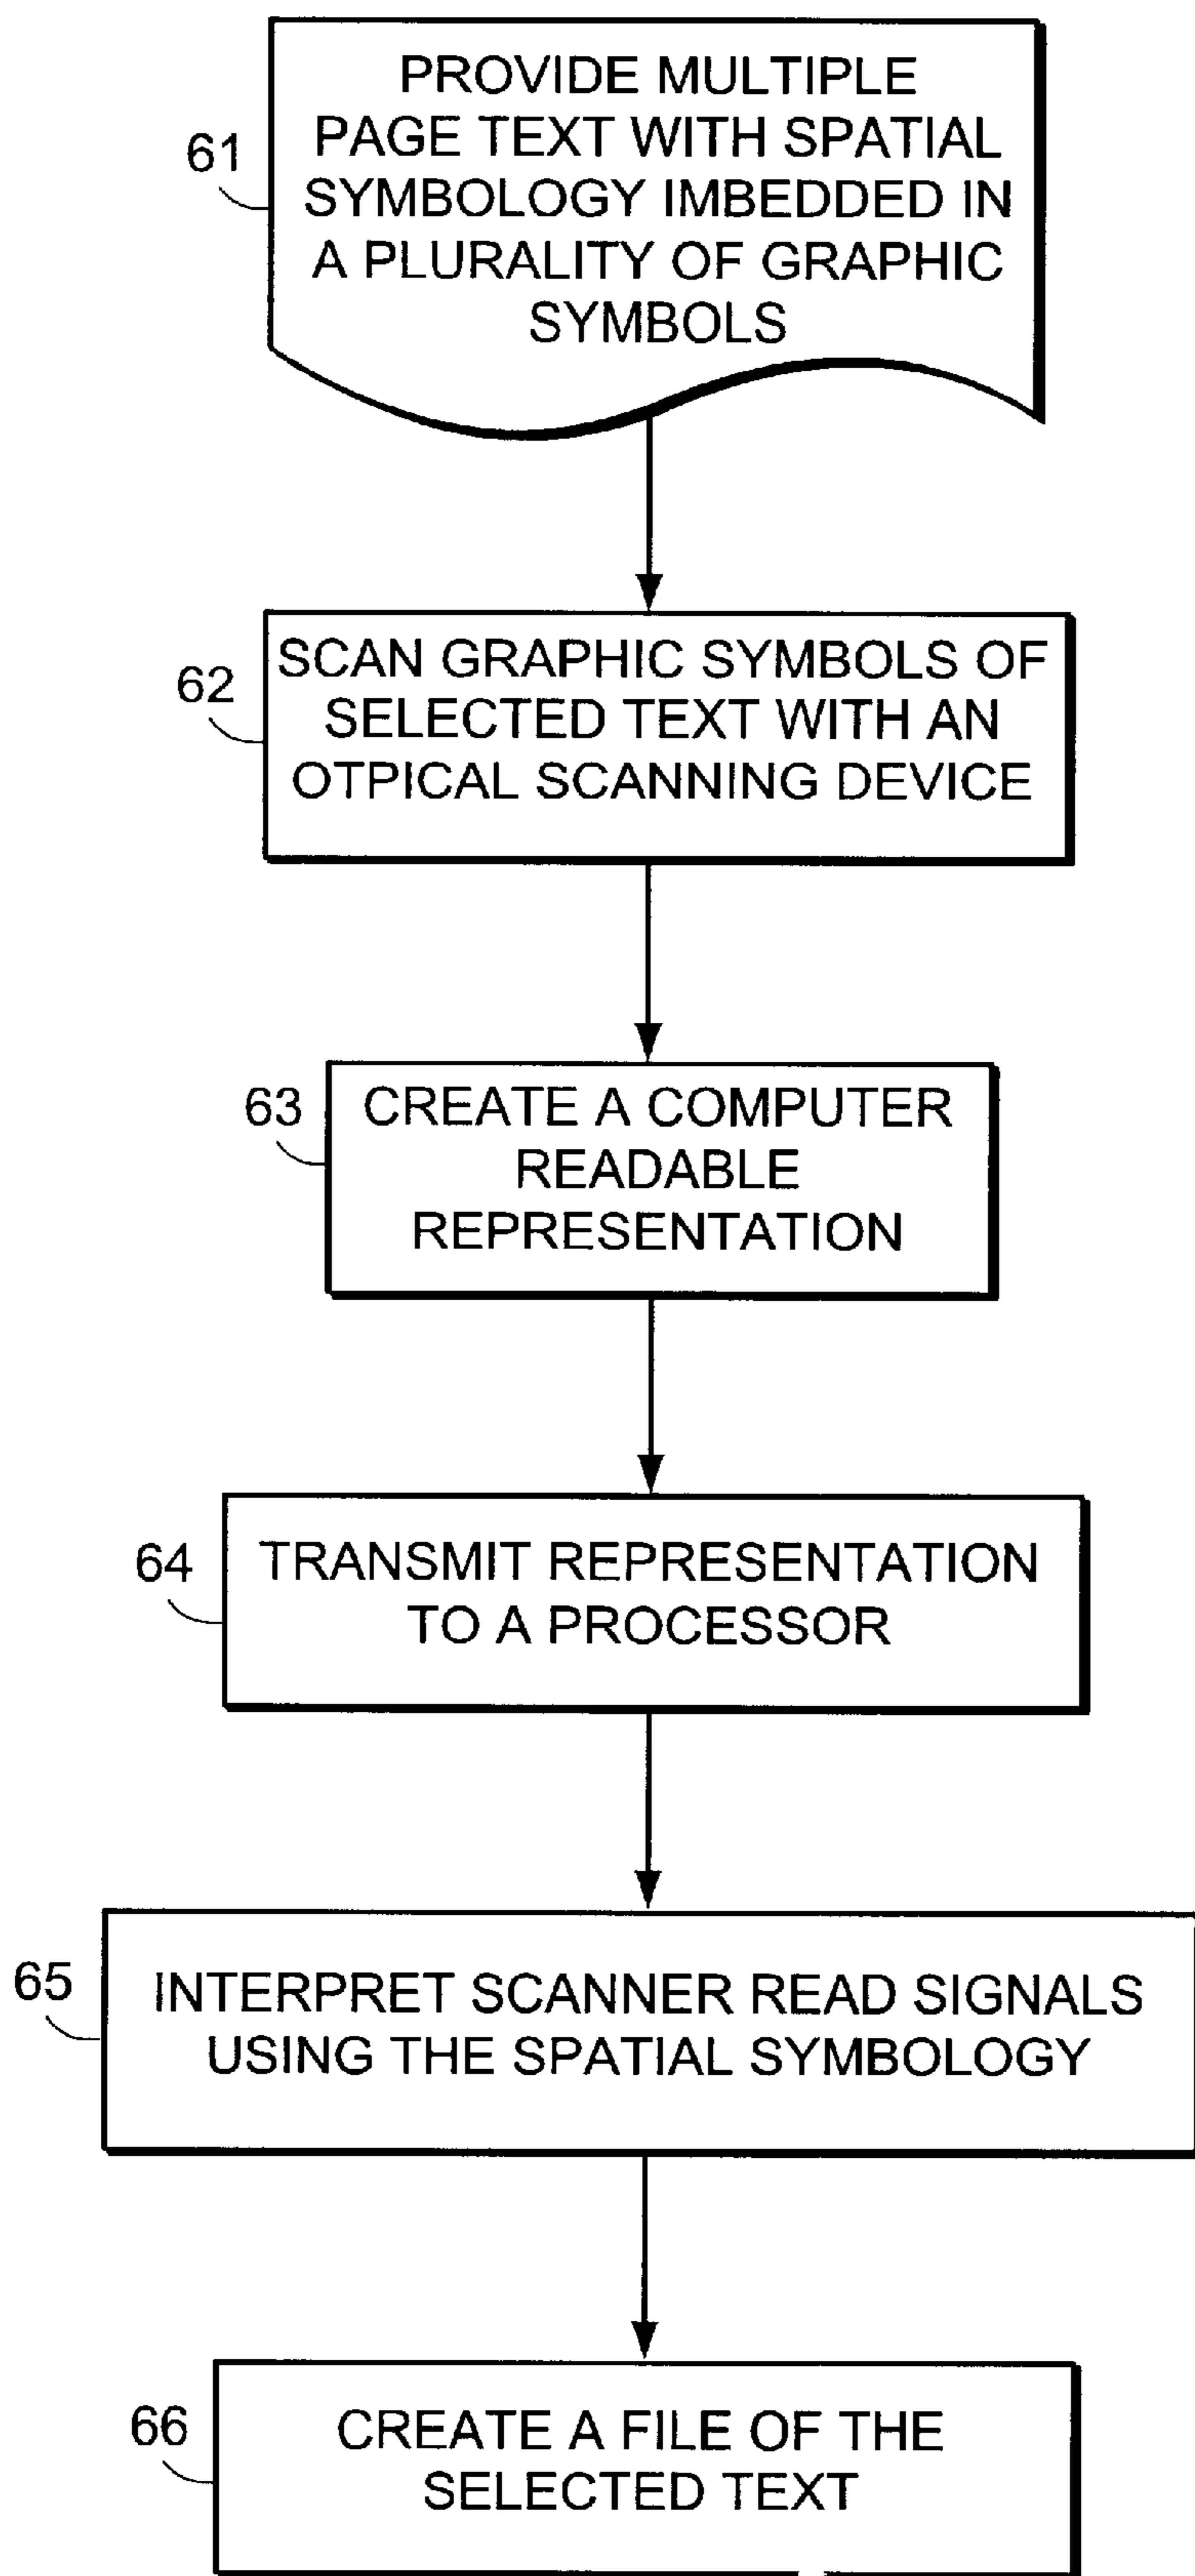 61
PROVIDE MULTIPLE
PAGE TEXT WITH SPATIAL
SYMBOLOGY IMBEDDED IN
A PLURALITY OF GRAPHIC
SYMBOLS
62
SCAN GRAPHIC SYMBOLS OF
SELECTED TEXT WITH AN
OTPICAL SCANNING DEVICE
63
CREATE A COMPUTER
READABLE
REPRESENTATION
64
TRANSMIT REPRESENTATION
TO A PROCESSOR
65
INTERPRET SCANNER READ SIGNALS
USING THE SPATIAL SYMBOLOGY
66
CREATE A FILE OF THE
SELECTED TEXT